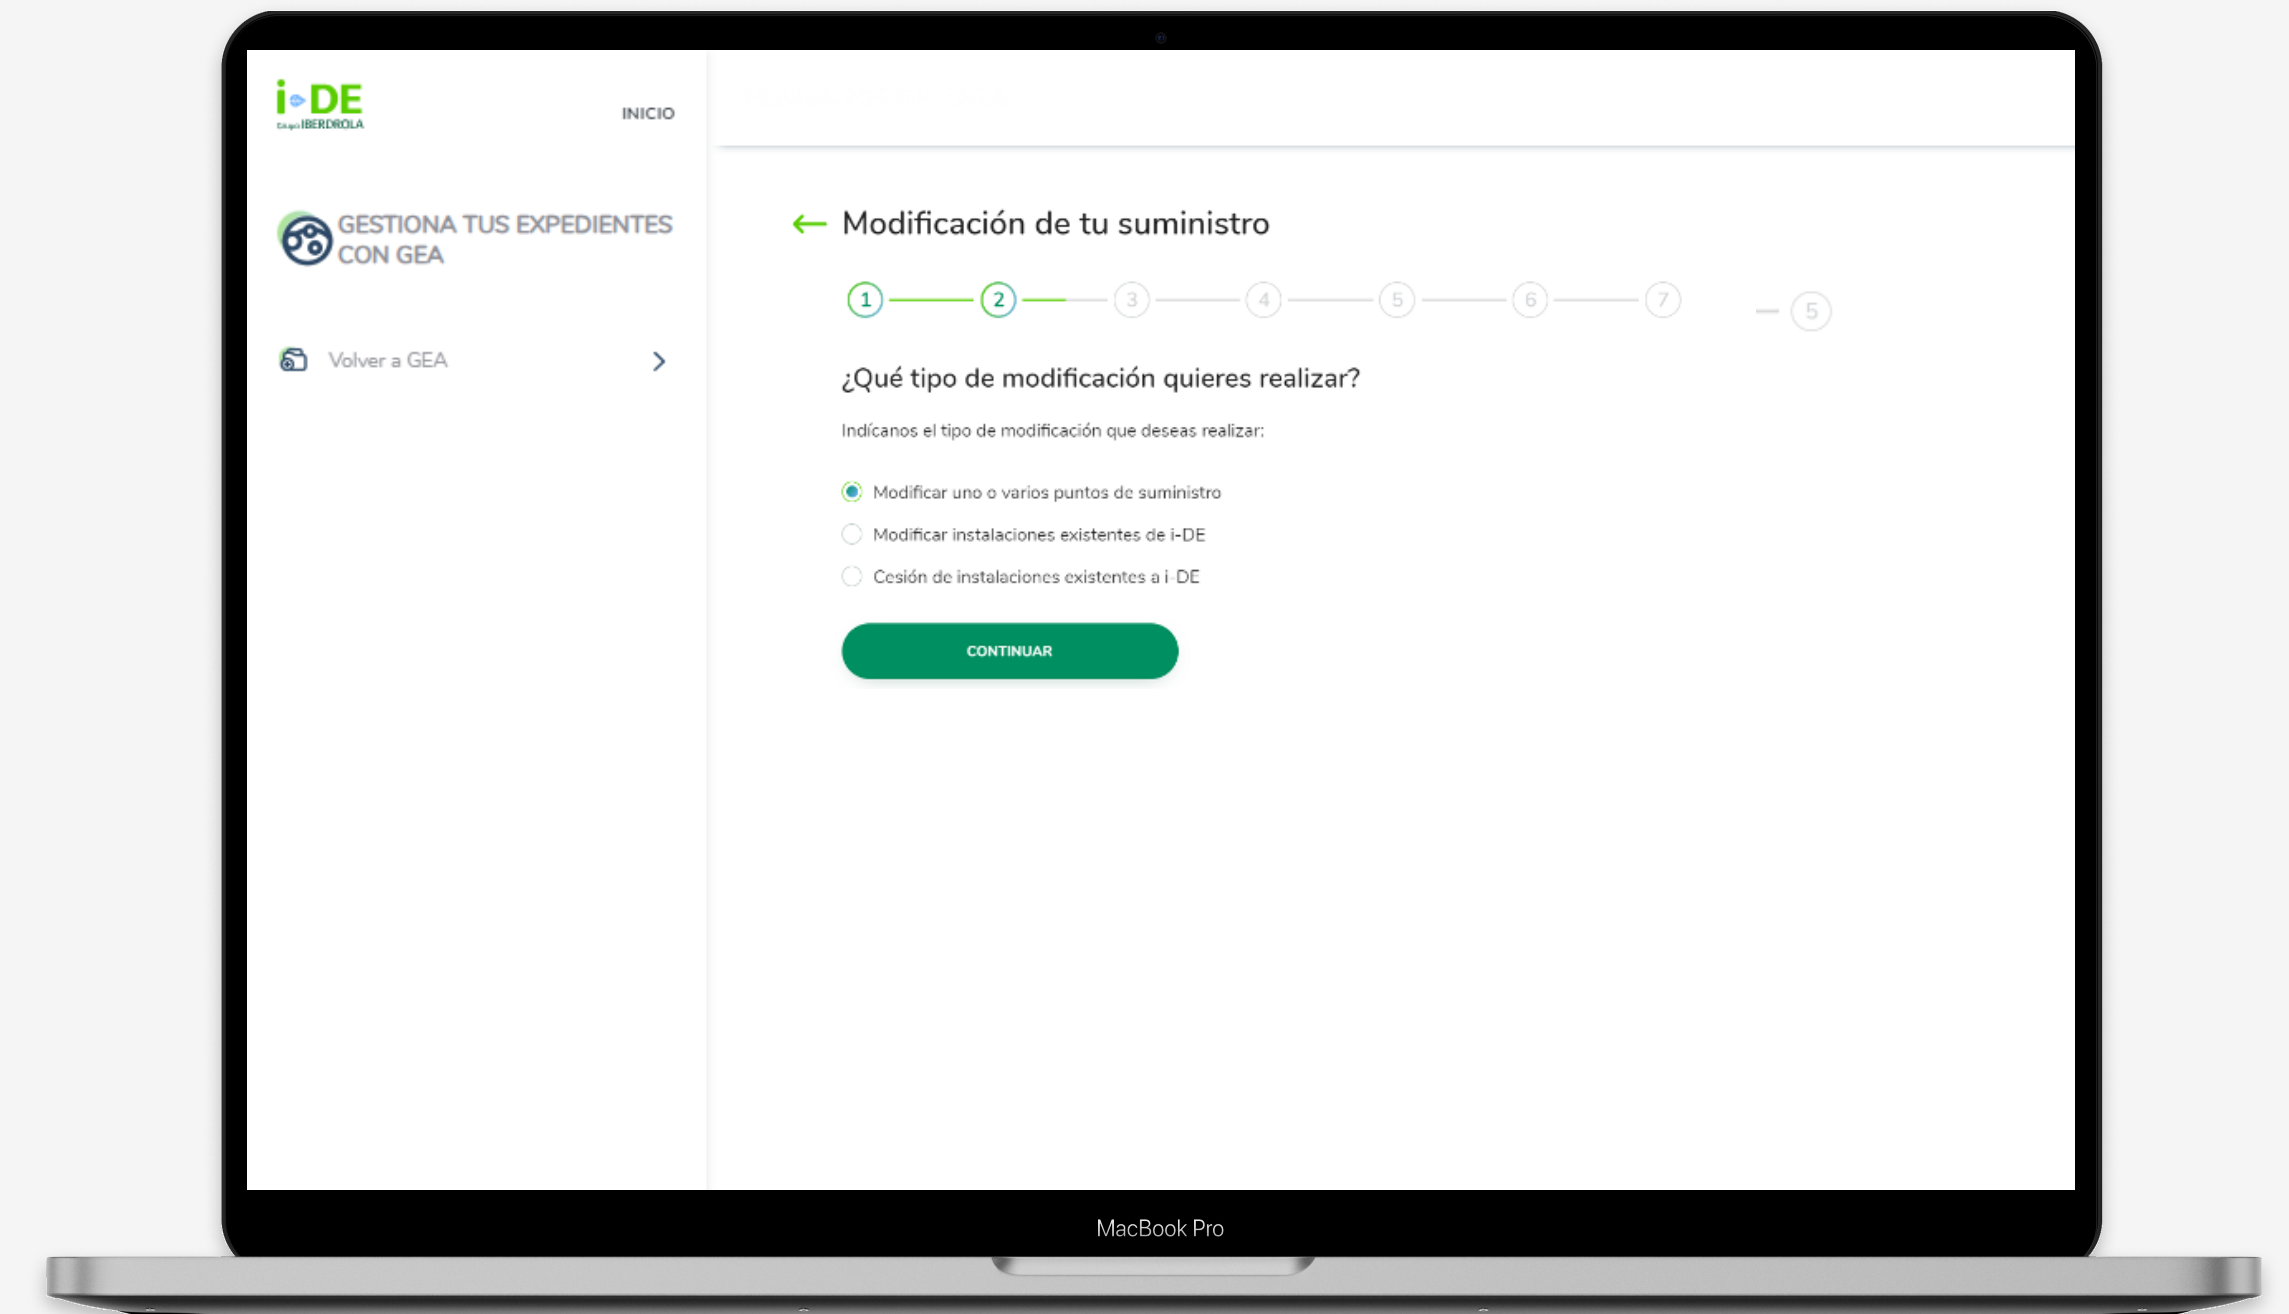 i-DE
Grupo IBERDROLA
INICIO
GESTIONA TUS EXPEDIENTES
CON GEA
Volver a GEA
Modificación de tu suministro
1 2 3 4 5 6 7 5
¿Qué tipo de modificación quieres realizar?
Indícanos el tipo de modificación que deseas realizar:
Modificar uno o varios puntos de suministro
Modificar instalaciones existentes de i-DE
Cesión de instalaciones existentes a i-DE
CONTINUAR
MacBook Pro